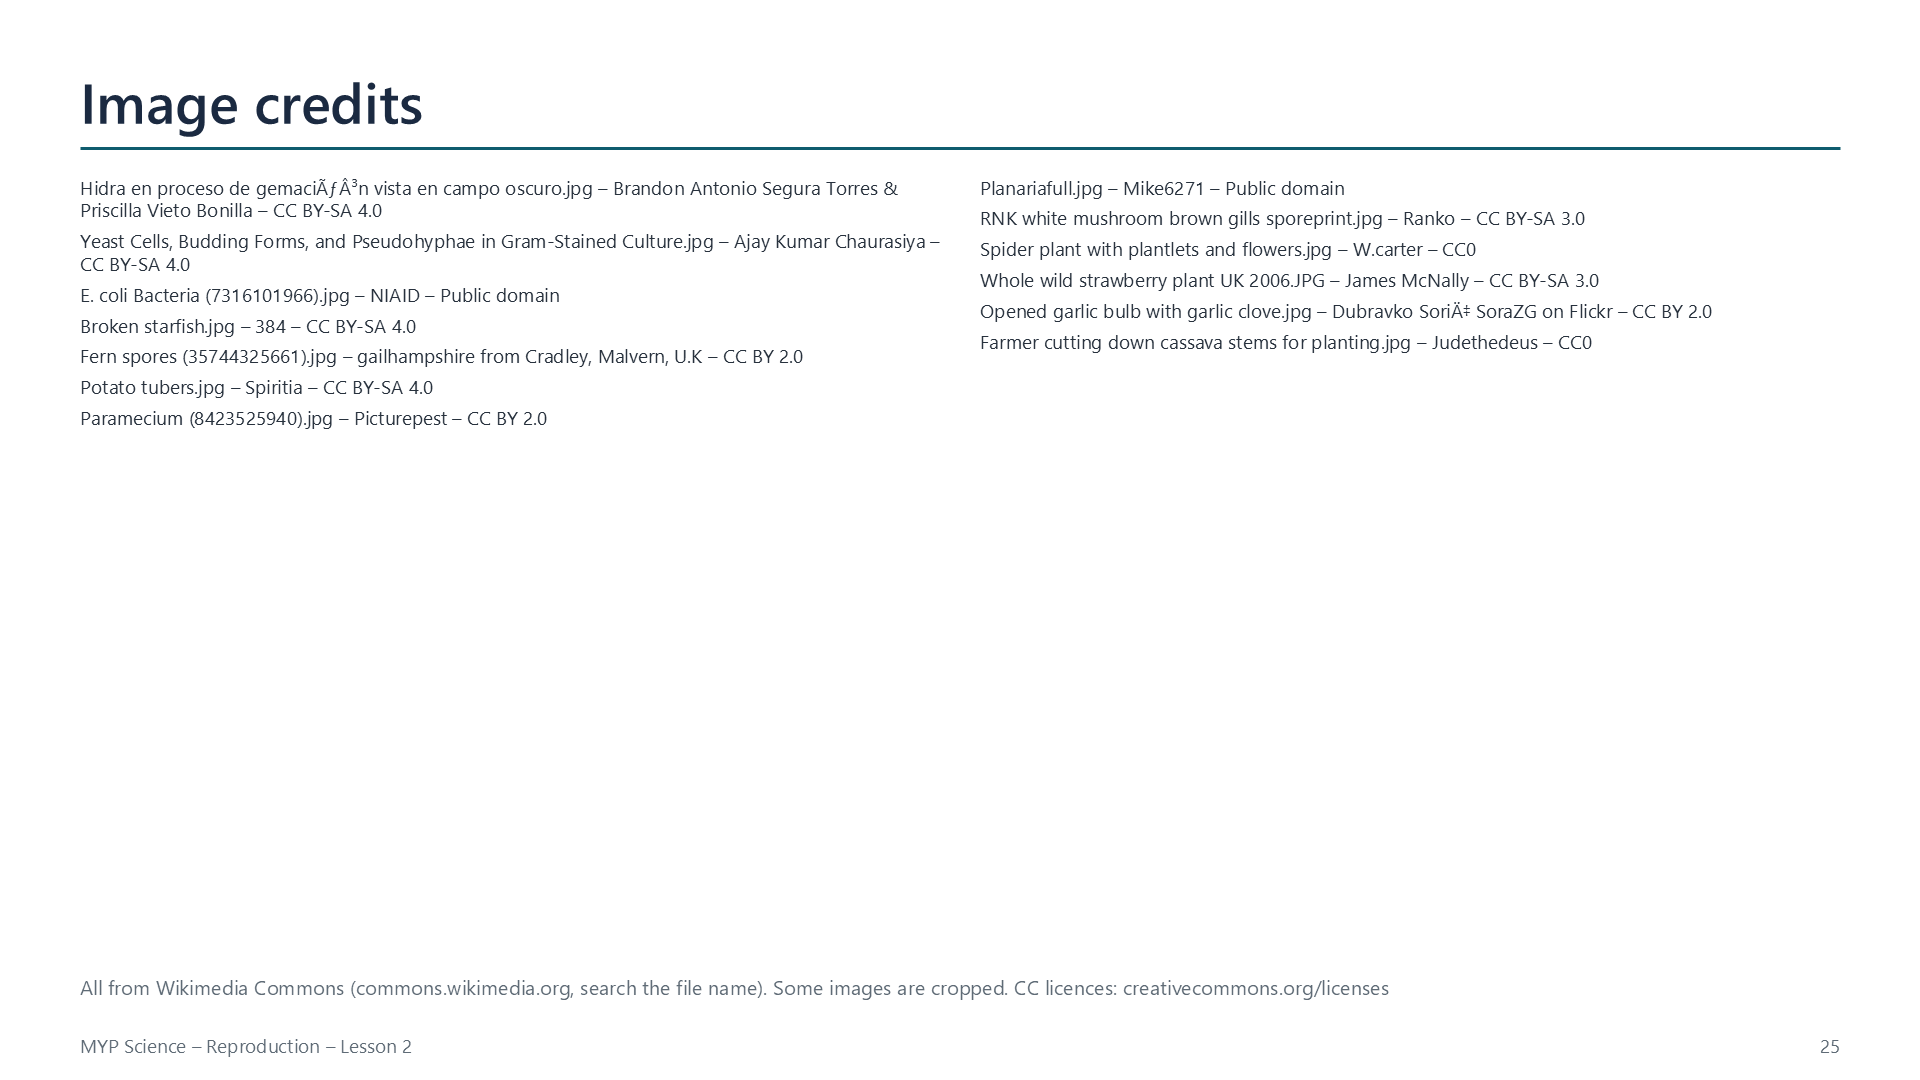 Image credits
Hidra en proceso de gemaciÃƒÂ³n vista en campo oscuro.jpg – Brandon Antonio Segura Torres &
Priscilla Vieto Bonilla – CC BY-SA 4.0
Yeast Cells, Budding Forms, and Pseudohyphae in Gram-Stained Culture.jpg – Ajay Kumar Chaurasiya –
CC BY-SA 4.0
E. coli Bacteria (7316101966).jpg – NIAID – Public domain
Broken starfish.jpg – 384 – CC BY-SA 4.0
Fern spores (35744325661).jpg – gailhampshire from Cradley, Malvern, U.K – CC BY 2.0
Potato tubers.jpg – Spiritia – CC BY-SA 4.0
Paramecium (8423525940).jpg – Picturepest – CC BY 2.0
Planariafull.jpg – Mike6271 – Public domain
RNK white mushroom brown gills sporeprint.jpg – Ranko – CC BY-SA 3.0
Spider plant with plantlets and flowers.jpg – W.carter – CC0
Whole wild strawberry plant UK 2006.JPG – James McNally – CC BY-SA 3.0
Opened garlic bulb with garlic clove.jpg – Dubravko SoriÄ‡ SoraZG on Flickr – CC BY 2.0
Farmer cutting down cassava stems for planting.jpg – Judethedeus – CC0
All from Wikimedia Commons (commons.wikimedia.org, search the file name). Some images are cropped. CC licences: creativecommons.org/licenses
MYP Science – Reproduction – Lesson 2
25